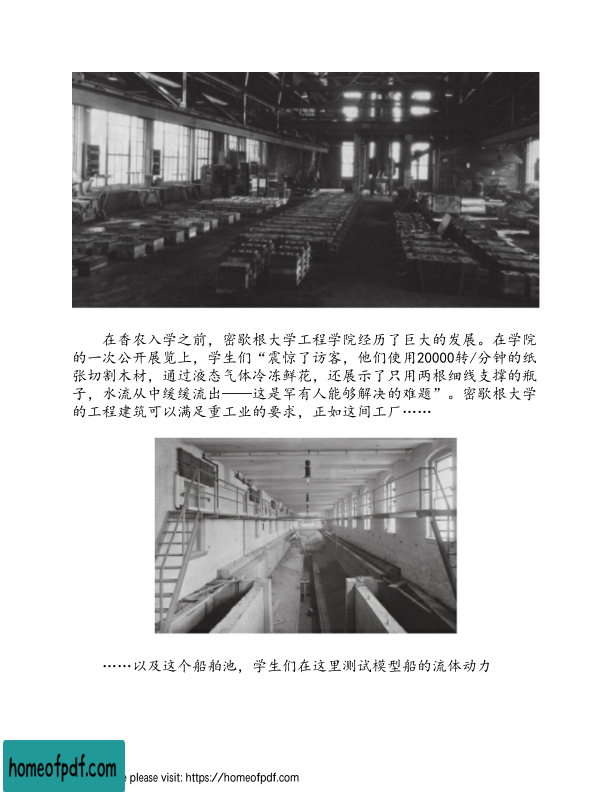 在香农入学之前，密歇根大学工程学院经历了巨大的发展。在学院
的一次公开展览上，学生们“震惊了访客，他们使用20000转/分钟的纸
张切割木材，通过液态气体冷冻鲜花，还展示了只用两根细线支撑的瓶
子，水流从中缓缓流出——这是罕有人能够解决的难题”。密歇根大学
的工程建筑可以满足重工业的要求，正如这间工厂……
……以及这个船舶池，学生们在这里测试模型船的流体动力
homeofpdf.com
e please visit: https://homeofpdf.com